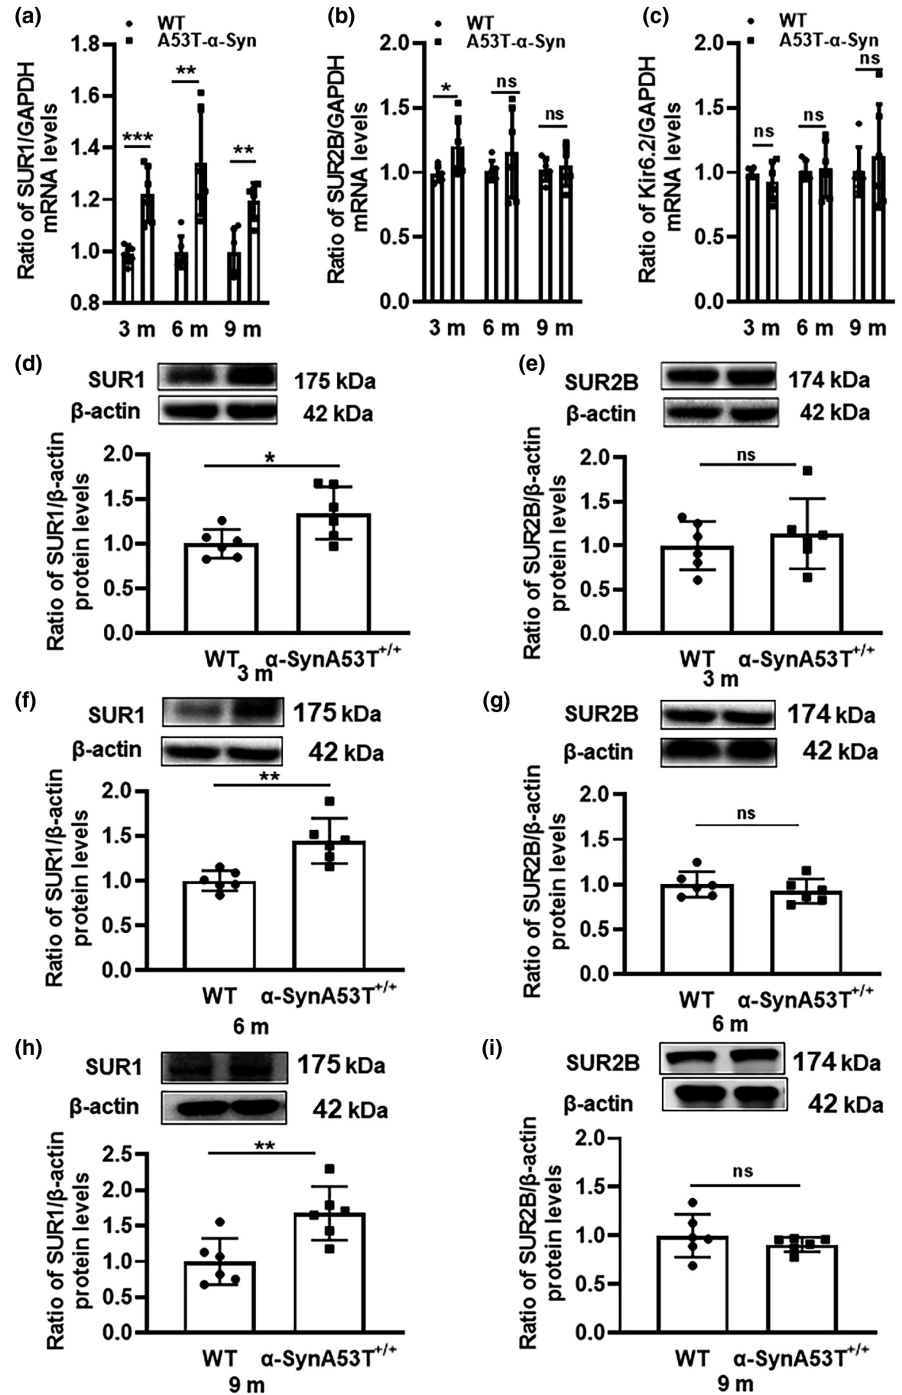 (a)
WT
A53T-α-Syn
Ratio of SUR1/GAPDH
mRNA levels
1.8
1.6
1.4
1.2
1.0
0.8
***
**
**
3 m 6 m 9 m
(b)
WT
A53T-α-Syn
Ratio of SUR2B/GAPDH
mRNA levels
2.0
1.5
1.0
0.5
0.0
*
ns
ns
3 m 6 m 9 m
(c)
WT
A53T-α-Syn
Ratio of Kir6.2/GAPDH
mRNA levels
2.0
1.5
1.0
0.5
0.0
ns
ns
ns
3 m 6 m 9 m
(d)
SUR1 175 kDa
β-actin 42 kDa
Ratio of SUR1/β-actin
protein levels
2.0
1.5
1.0
0.5
0.0
*
WT α-SynA53T+/+
3 m
(e)
SUR2B 174 kDa
β-actin 42 kDa
Ratio of SUR2B/β-actin
protein levels
2.0
1.5
1.0
0.5
0.0
ns
WT α-SynA53T+/+
3 m
(f)
SUR1 175 kDa
β-actin 42 kDa
Ratio of SUR1/β-actin
protein levels
2.0
1.5
1.0
0.5
0.0
**
WT α-SynA53T+/+
6 m
(g)
SUR2B 174 kDa
β-actin 42 kDa
Ratio of SUR2B/β-actin
protein levels
2.0
1.5
1.0
0.5
0.0
ns
WT α-SynA53T+/+
6 m
(h)
SUR1 175 kDa
β-actin 42 kDa
Ratio of SUR1/β-actin
protein levels
2.5
2.0
1.5
1.0
0.5
0.0
**
WT α-SynA53T+/+
9 m
(i)
SUR2B 174 kDa
β-actin 42 kDa
Ratio of SUR2B/β-actin
protein levels
2.0
1.5
1.0
0.5
0.0
ns
WT α-SynA53T+/+
9 m